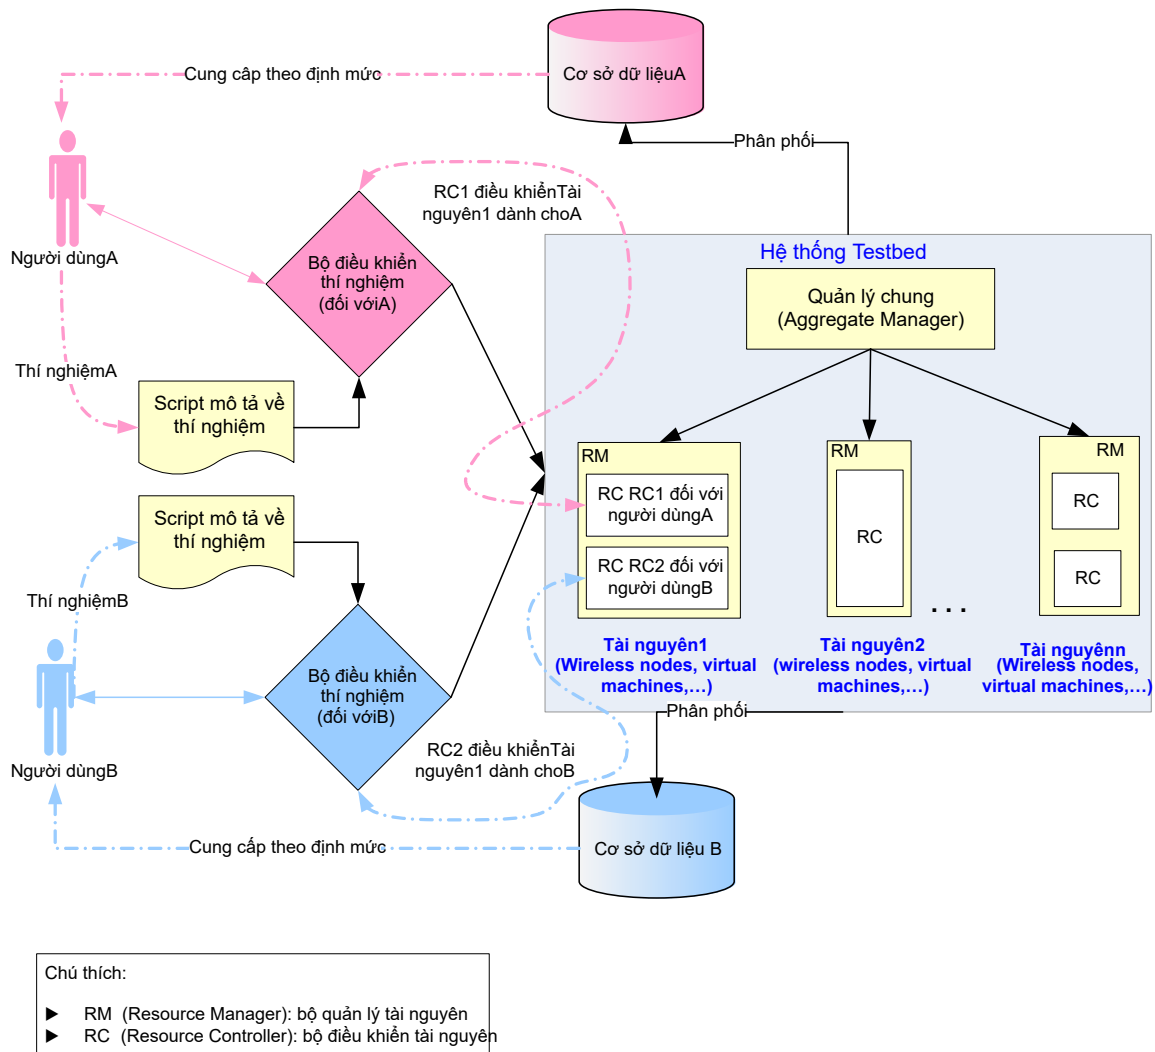 Cơ sở dữ liệuA
Cung câp theo định mức
Phân phối
RC1 điều khiểnTài
nguyên1 dành choA
Người dùngA
Bộ điều khiển
thí nghiệm
(đối vớiA)
Hệ thống Testbed
Quản lý chung
(Aggregate Manager)
Thí nghiệmA
Script mô tả về
thí nghiệm
RM
RC RC1 đối với
người dùngA
RC RC2 đối với
người dùngB
RM
RC
. . .
RM
RC
RC
Script mô tả về
thí nghiệm
Thí nghiệmB
Tài nguyên1
(Wireless nodes, virtual
machines,…)
Tài nguyên2
(wireless nodes, virtual
machines,…)
Tài nguyênn
(Wireless nodes,
virtual machines,…)
Bộ điều khiển
thí nghiệm
(đối vớiB)
Phân phối
RC2 điều khiểnTài
nguyên1 dành choB
Người dùngB
Cung cấp theo định mức
Cơ sở dữ liệu B
Chú thích:
RM (Resource Manager): bộ quản lý tài nguyên
RC (Resource Controller): bộ điều khiển tài nguyên